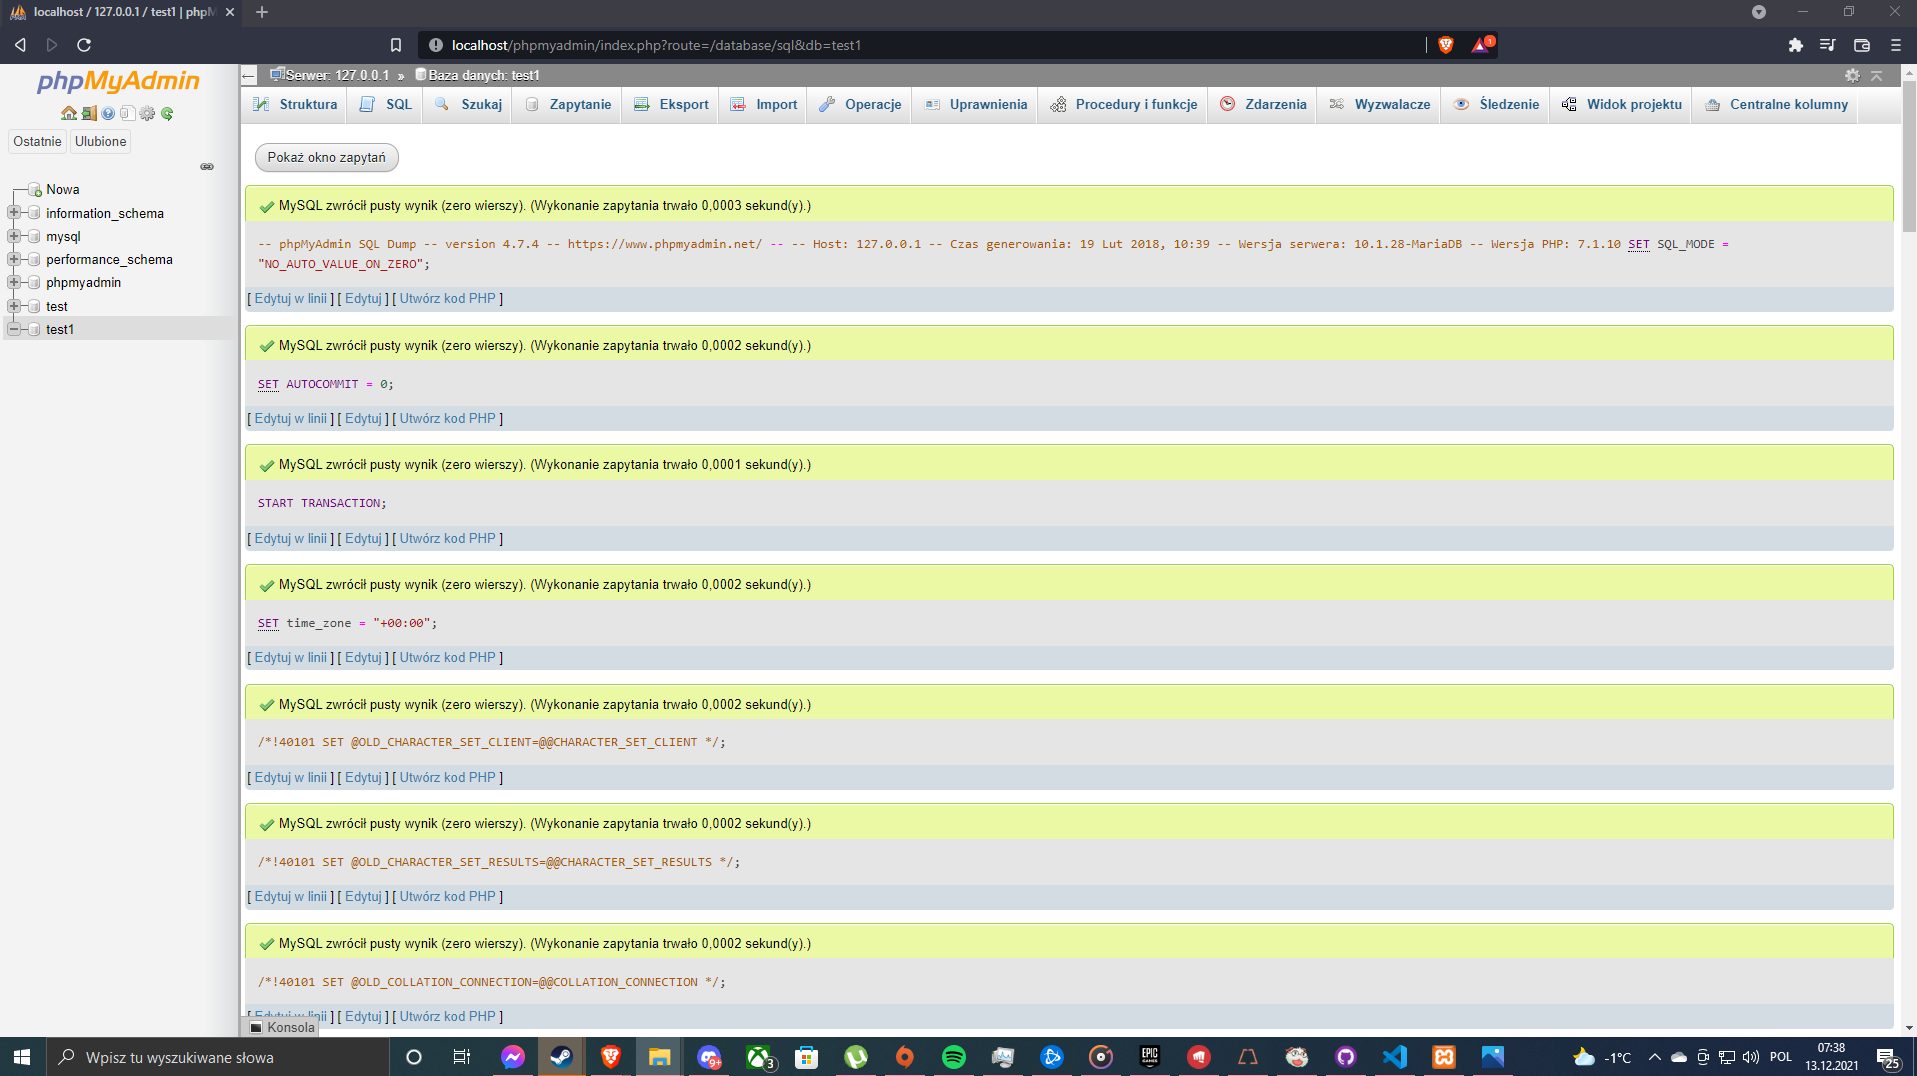 localhost / 127.0.0.1 / test1 | phpM
localhost/phpmyadmin/index.php?route=/database/sql&db=test1
1
phpMyAdmin
Ostatnie
Ulubione
Nowa
information_schema
mysql
performance_schema
phpmyadmin
test
test1
Serwer: 127.0.0.1 » Baza danych: test1
Struktura
SQL
Szukaj
Zapytanie
Eksport
Import
Operacje
Uprawnienia
Procedury i funkcje
Zdarzenia
Wyzwalacze
Śledzenie
Widok projektu
Centralne kolumny
Pokaż okno zapytań
MySQL zwrócił pusty wynik (zero wierszy). (Wykonanie zapytania trwało 0,0003 sekund(y).)
-- phpMyAdmin SQL Dump -- version 4.7.4 -- https://www.phpmyadmin.net/ -- -- Host: 127.0.0.1 -- Czas generowania: 19 Lut 2018, 10:39 -- Wersja serwera: 10.1.28-MariaDB -- Wersja PHP: 7.1.10 SET SQL_MODE =
"NO_AUTO_VALUE_ON_ZERO";
[ Edytuj w linii ] [ Edytuj ] [ Utwórz kod PHP ]
MySQL zwrócił pusty wynik (zero wierszy). (Wykonanie zapytania trwało 0,0002 sekund(y).)
SET AUTOCOMMIT = 0;
[ Edytuj w linii ] [ Edytuj ] [ Utwórz kod PHP ]
MySQL zwrócił pusty wynik (zero wierszy). (Wykonanie zapytania trwało 0,0001 sekund(y).)
START TRANSACTION;
[ Edytuj w linii ] [ Edytuj ] [ Utwórz kod PHP ]
MySQL zwrócił pusty wynik (zero wierszy). (Wykonanie zapytania trwało 0,0002 sekund(y).)
SET time_zone = "+00:00";
[ Edytuj w linii ] [ Edytuj ] [ Utwórz kod PHP ]
MySQL zwrócił pusty wynik (zero wierszy). (Wykonanie zapytania trwało 0,0002 sekund(y).)
/*!40101 SET @OLD_CHARACTER_SET_CLIENT=@@CHARACTER_SET_CLIENT */;
[ Edytuj w linii ] [ Edytuj ] [ Utwórz kod PHP ]
MySQL zwrócił pusty wynik (zero wierszy). (Wykonanie zapytania trwało 0,0002 sekund(y).)
/*!40101 SET @OLD_CHARACTER_SET_RESULTS=@@CHARACTER_SET_RESULTS */;
[ Edytuj w linii ] [ Edytuj ] [ Utwórz kod PHP ]
MySQL zwrócił pusty wynik (zero wierszy). (Wykonanie zapytania trwało 0,0002 sekund(y).)
/*!40101 SET @OLD_COLLATION_CONNECTION=@@COLLATION_CONNECTION */;
[ Edytuj w linii ] [ Edytuj ] [ Utwórz kod PHP ]
Konsola
Wpisz tu wyszukiwane słowa
9+
3
EPIC GAMES
-1°C
POL
07:38
13.12.2021
25